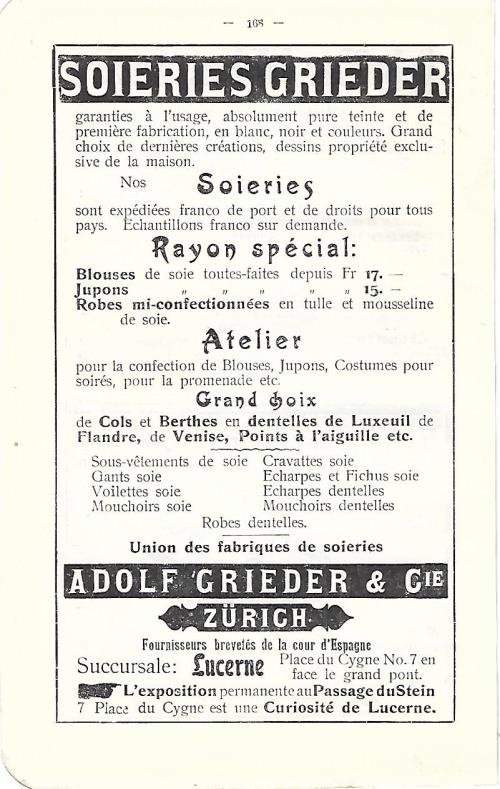 — 168 —
SOIERIES GRIEDER
garanties à l'usage, absolument pure teinte et de
première fabrication, en blanc, noir et couleurs. Grand
choix de dernières créations, dessins propriété exclu-
sive de la maison.
Nos Soieries
sont expédiées franco de port et de droits pour tous
pays. Echantillons franco sur demande.
Rayon spécial:
Blouses de soie toutes-faites depuis Fr 17. —
Jupons " " " " " 15. —
Robes mi-confectionnées en tulle et mousseline
de soie.
Atelier
pour la confection de Blouses, Jupons, Costumes pour
soirés, pour la promenade etc.
Grand choix
de Cols et Berthes en dentelles de Luxeuil de
Flandre, de Venise, Points à l'aiguille etc.
Sous-vêtements de soie Cravattes soie
Gants soie Echarpes et Fichus soie
Voilettes soie Echarpes dentelles
Mouchoirs soie Mouchoirs dentelles
Robes dentelles.
Union des fabriques de soieries
ADOLF GRIEDER & CIE
ZÜRICH
Fournisseurs brevetés de la cour d'Espagne
Succursale: Lucerne Place du Cygne No. 7 en
face le grand pont.
L'exposition permanente au Passage du Stein
7 Place du Cygne est une Curiosité de Lucerne.